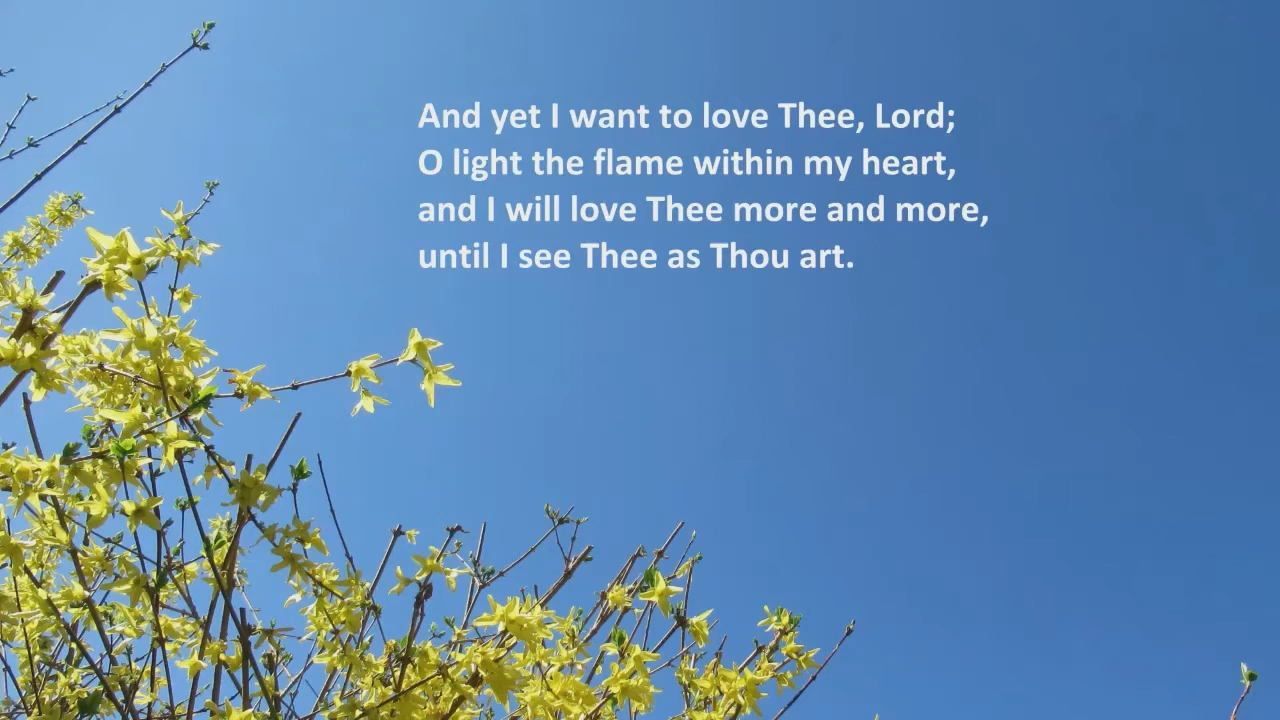 And yet I want to love Thee, Lord;
O light the flame within my heart,
and I will love Thee more and more,
until I see Thee as Thou art.